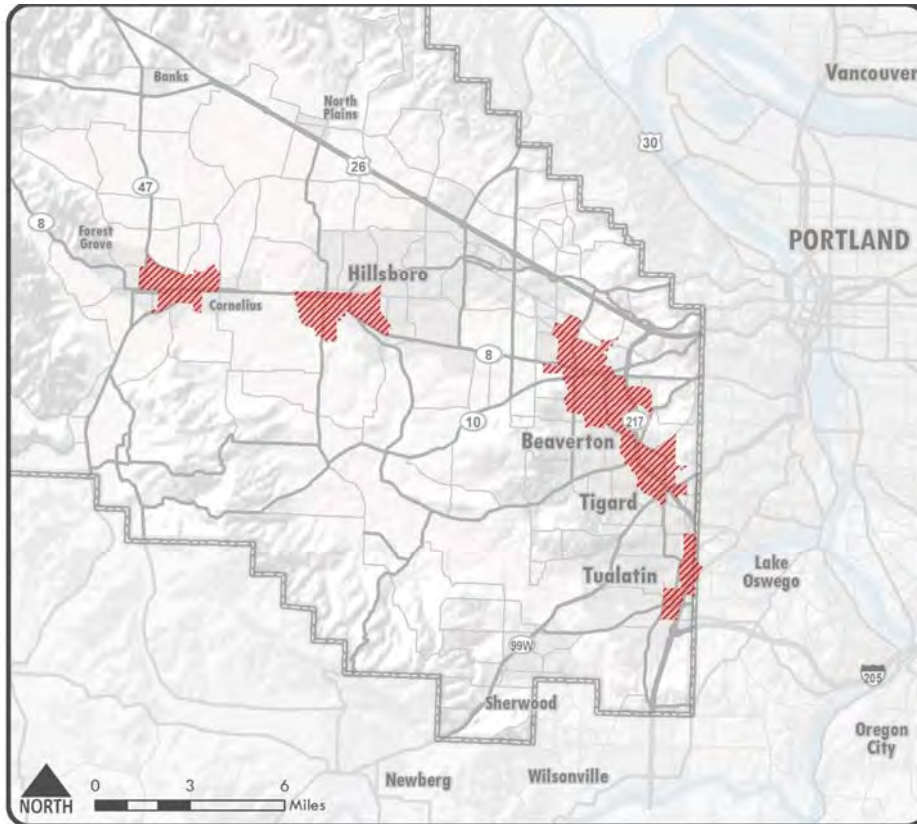 Banks
Vancouver
North
Plains
30
26
47
8
Forest
Grove
PORTLAND
Hillsboro
Cornelius
8
10
217
Beaverton
Tigard
Tualatin
Lake
Oswego
99W
205
Sherwood
Oregon
City
Newberg
Wilsonville
NORTH
0 3 6
Miles